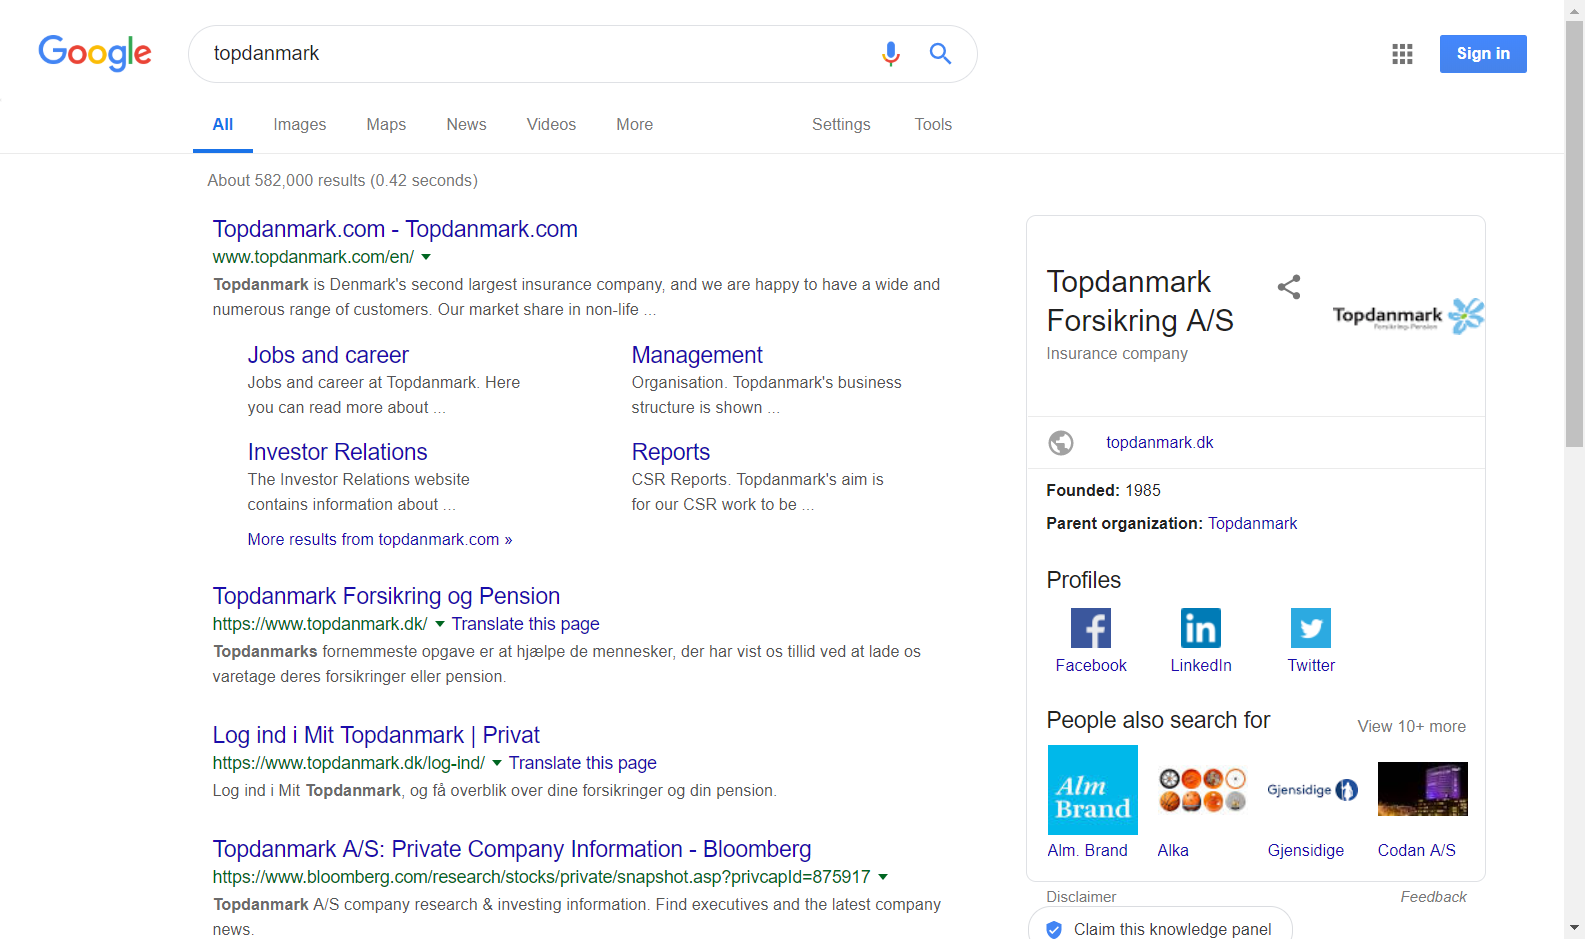 Google
topdanmark
Sign in
All
Images
Maps
News
Videos
More
Settings
Tools
About 582,000 results (0.42 seconds)
Topdanmark.com - Topdanmark.com
www.topdanmark.com/en/
Topdanmark is Denmark's second largest insurance company, and we are happy to have a wide and
numerous range of customers. Our market share in non-life ...
Jobs and career
Jobs and career at Topdanmark. Here
you can read more about ...
Management
Organisation. Topdanmark's business
structure is shown ...
Investor Relations
The Investor Relations website
contains information about ...
Reports
CSR Reports. Topdanmark's aim is
for our CSR work to be ...
More results from topdanmark.com »
Topdanmark Forsikring og Pension
https://www.topdanmark.dk/ Translate this page
Topdanmarks fornemmeste opgave er at hjælpe de mennesker, der har vist os tillid ved at lade os
varetage deres forsikringer eller pension.
Log ind i Mit Topdanmark | Privat
https://www.topdanmark.dk/log-ind/ Translate this page
Log ind i Mit Topdanmark, og få overblik over dine forsikringer og din pension.
Topdanmark A/S: Private Company Information - Bloomberg
https://www.bloomberg.com/research/stocks/private/snapshot.asp?privcapId=875917
Topdanmark A/S company research & investing information. Find executives and the latest company
news.
Topdanmark
Forsikring A/S
Insurance company
Topdanmark
Forsikring-Pension
topdanmark.dk
Founded: 1985
Parent organization: Topdanmark
Profiles
Facebook
LinkedIn
Twitter
People also search for
View 10+ more
Alm
Brand
Gjensidige
Alm. Brand
Alka
Gjensidige
Codan A/S
Disclaimer
Feedback
Claim this knowledge panel